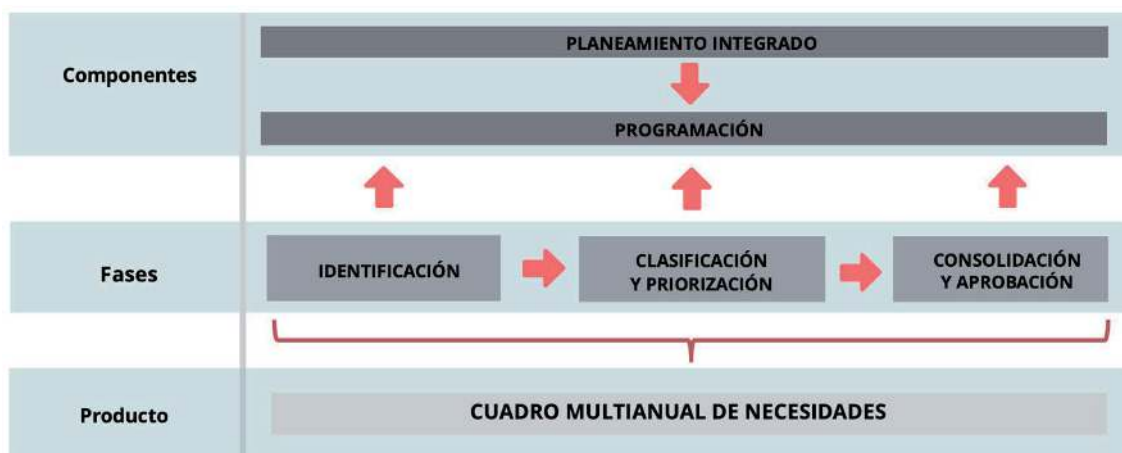 Componentes
PLANEAMIENTO INTEGRADO
PROGRAMACIÓN
Fases
IDENTIFICACIÓN
CLASIFICACIÓN
Y PRIORIZACIÓN
CONSOLIDACIÓN
Y APROBACIÓN
Producto
CUADRO MULTIANUAL DE NECESIDADES